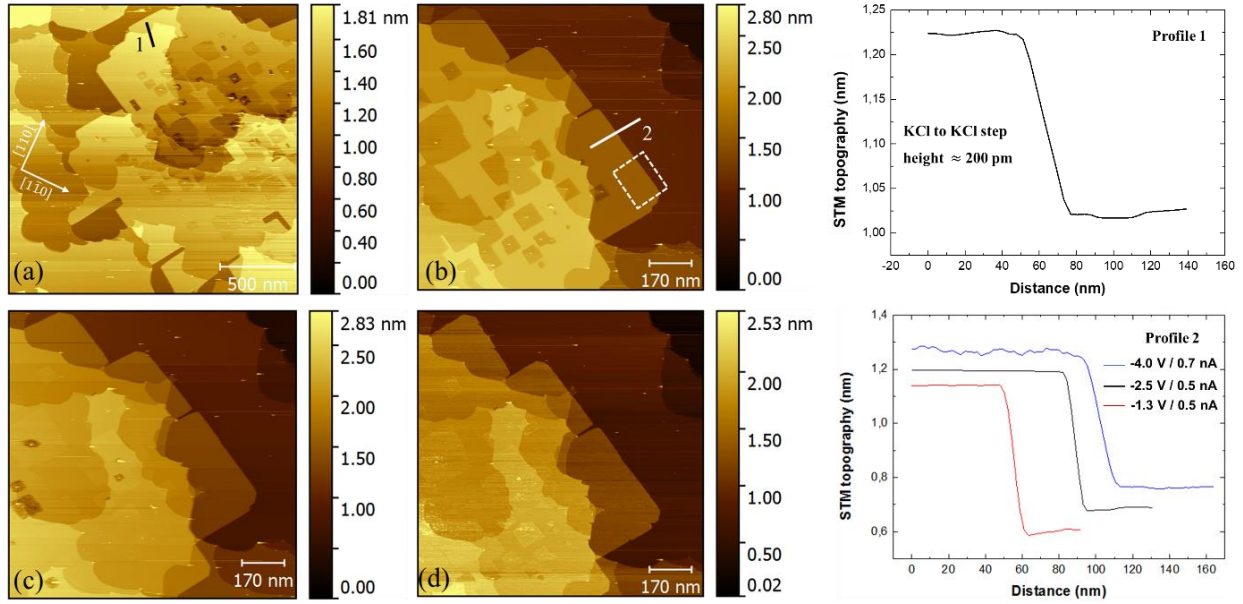 1
[110]
[11̄0]
(a)
500 nm
1.81 nm
1.60
1.40
1.20
1.00
0.80
0.60
0.40
0.00
2
(b)
170 nm
2.80 nm
2.50
2.00
1.50
1.00
0.00
1,25
1,20
1,15
1,10
1,05
1,00
STM topography (nm)
Profile 1
KCl to KCl step
height ≈ 200 pm
-20 0 20 40 60 80 100 120 140 160
Distance (nm)
(c)
170 nm
2.83 nm
2.50
2.00
1.50
1.00
0.00
(d)
170 nm
2.53 nm
2.00
1.50
1.00
0.50
0.02
1,4
1,2
1,0
0,8
0,6
STM topography (nm)
Profile 2
-4.0 V / 0.7 nA
-2.5 V / 0.5 nA
-1.3 V / 0.5 nA
0 20 40 60 80 100 120 140 160
Distance (nm)